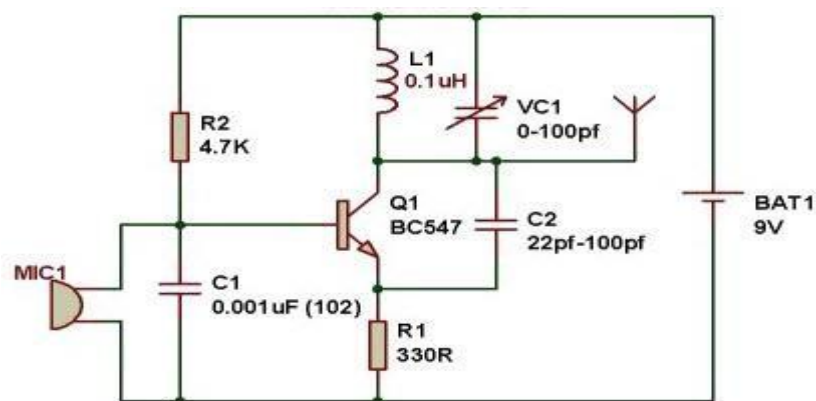 L1
0.1uH
R2
4.7K
VC1
0-100pf
Q1
BC547
C2
22pf-100pf
BAT1
9V
MIC1
C1
0.001uF (102)
R1
330R